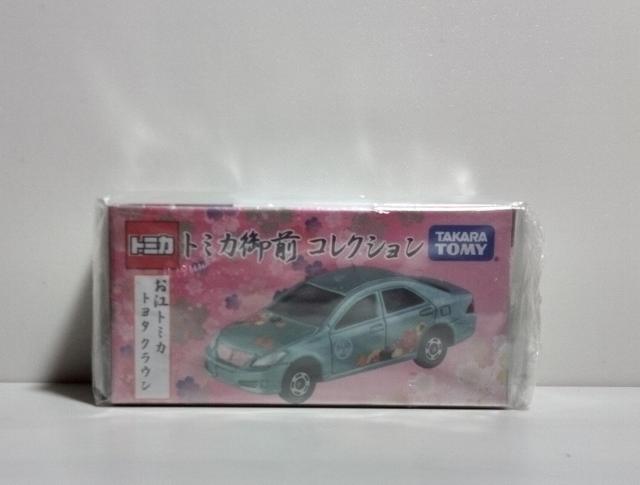 トミカ
トミカ御前 コレクション
TAKARA
TOMY
お江トミカ
トヨタ クラウン